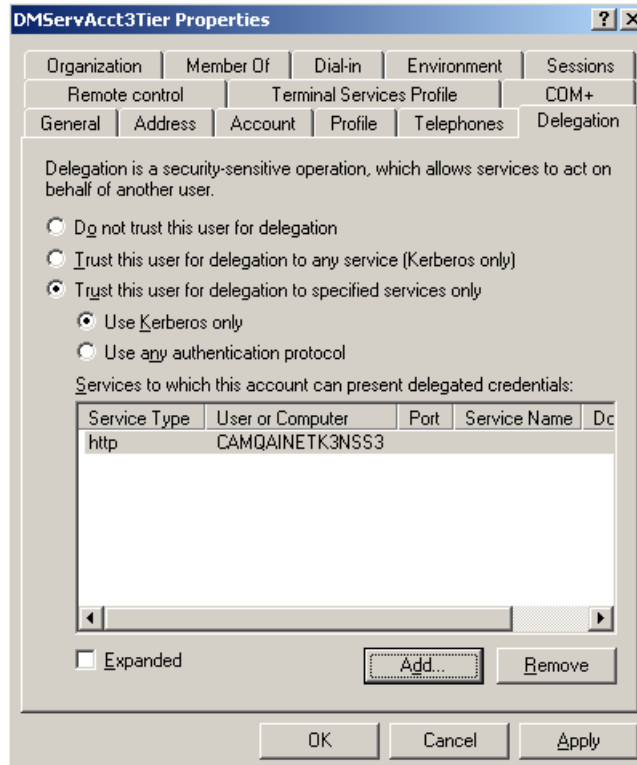 DMServAcct3Tier Properties
Organization Member Of Dial-in Environment Sessions
Remote control Terminal Services Profile COM+
General Address Account Profile Telephones Delegation
Delegation is a security-sensitive operation, which allows services to act on
behalf of another user.
Do not trust this user for delegation
Trust this user for delegation to any service (Kerberos only)
Trust this user for delegation to specified services only
Use Kerberos only
Use any authentication protocol
Services to which this account can present delegated credentials:
Service Type User or Computer Port Service Name Dc
http CAMQAINETK3NSS3
Expanded Add... Remove
OK Cancel Apply